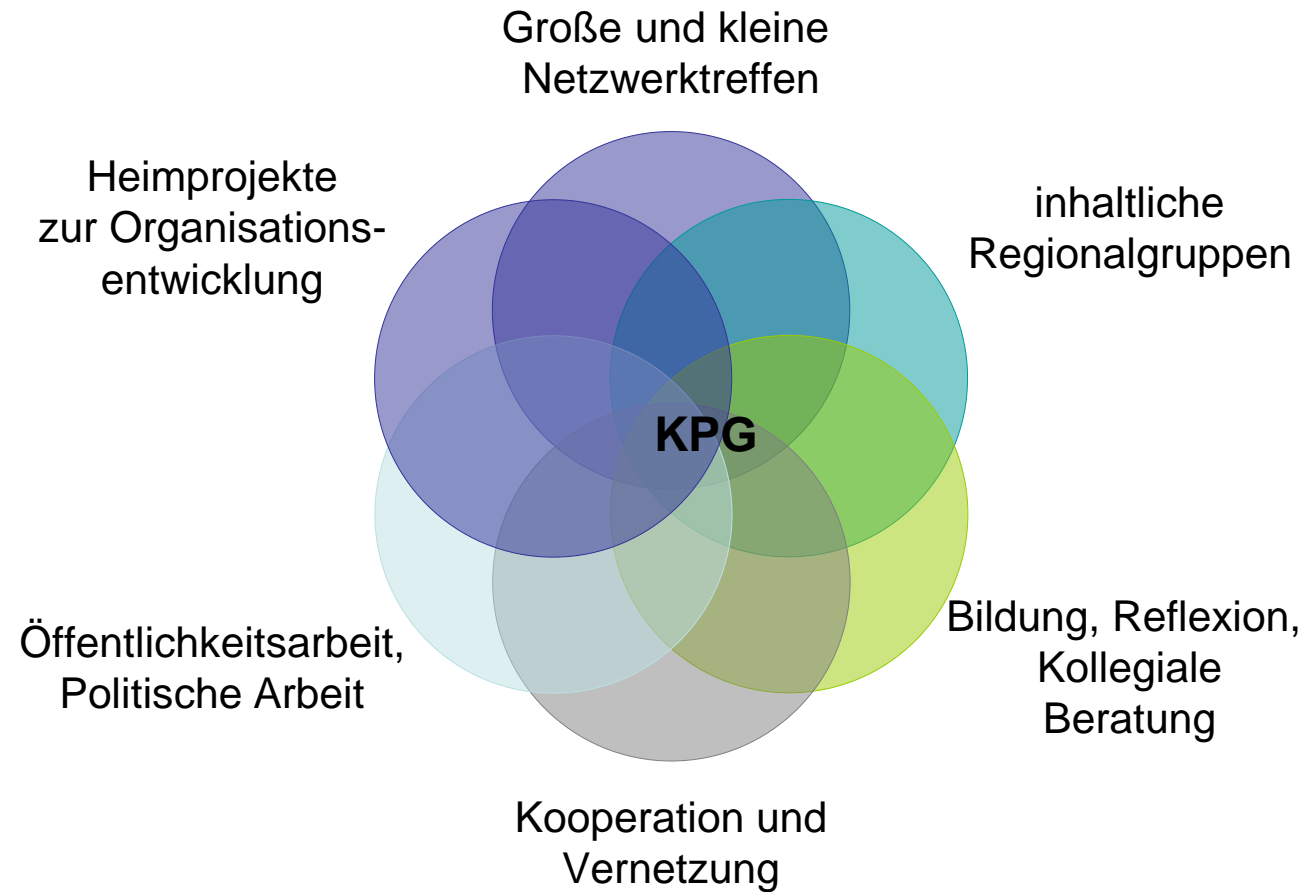 Große und kleine
Netzwerktreffen
Heimprojekte
zur Organisations-
entwicklung
inhaltliche
Regionalgruppen
KPG
Öffentlichkeitsarbeit,
Politische Arbeit
Bildung, Reflexion,
Kollegiale
Beratung
Kooperation und
Vernetzung